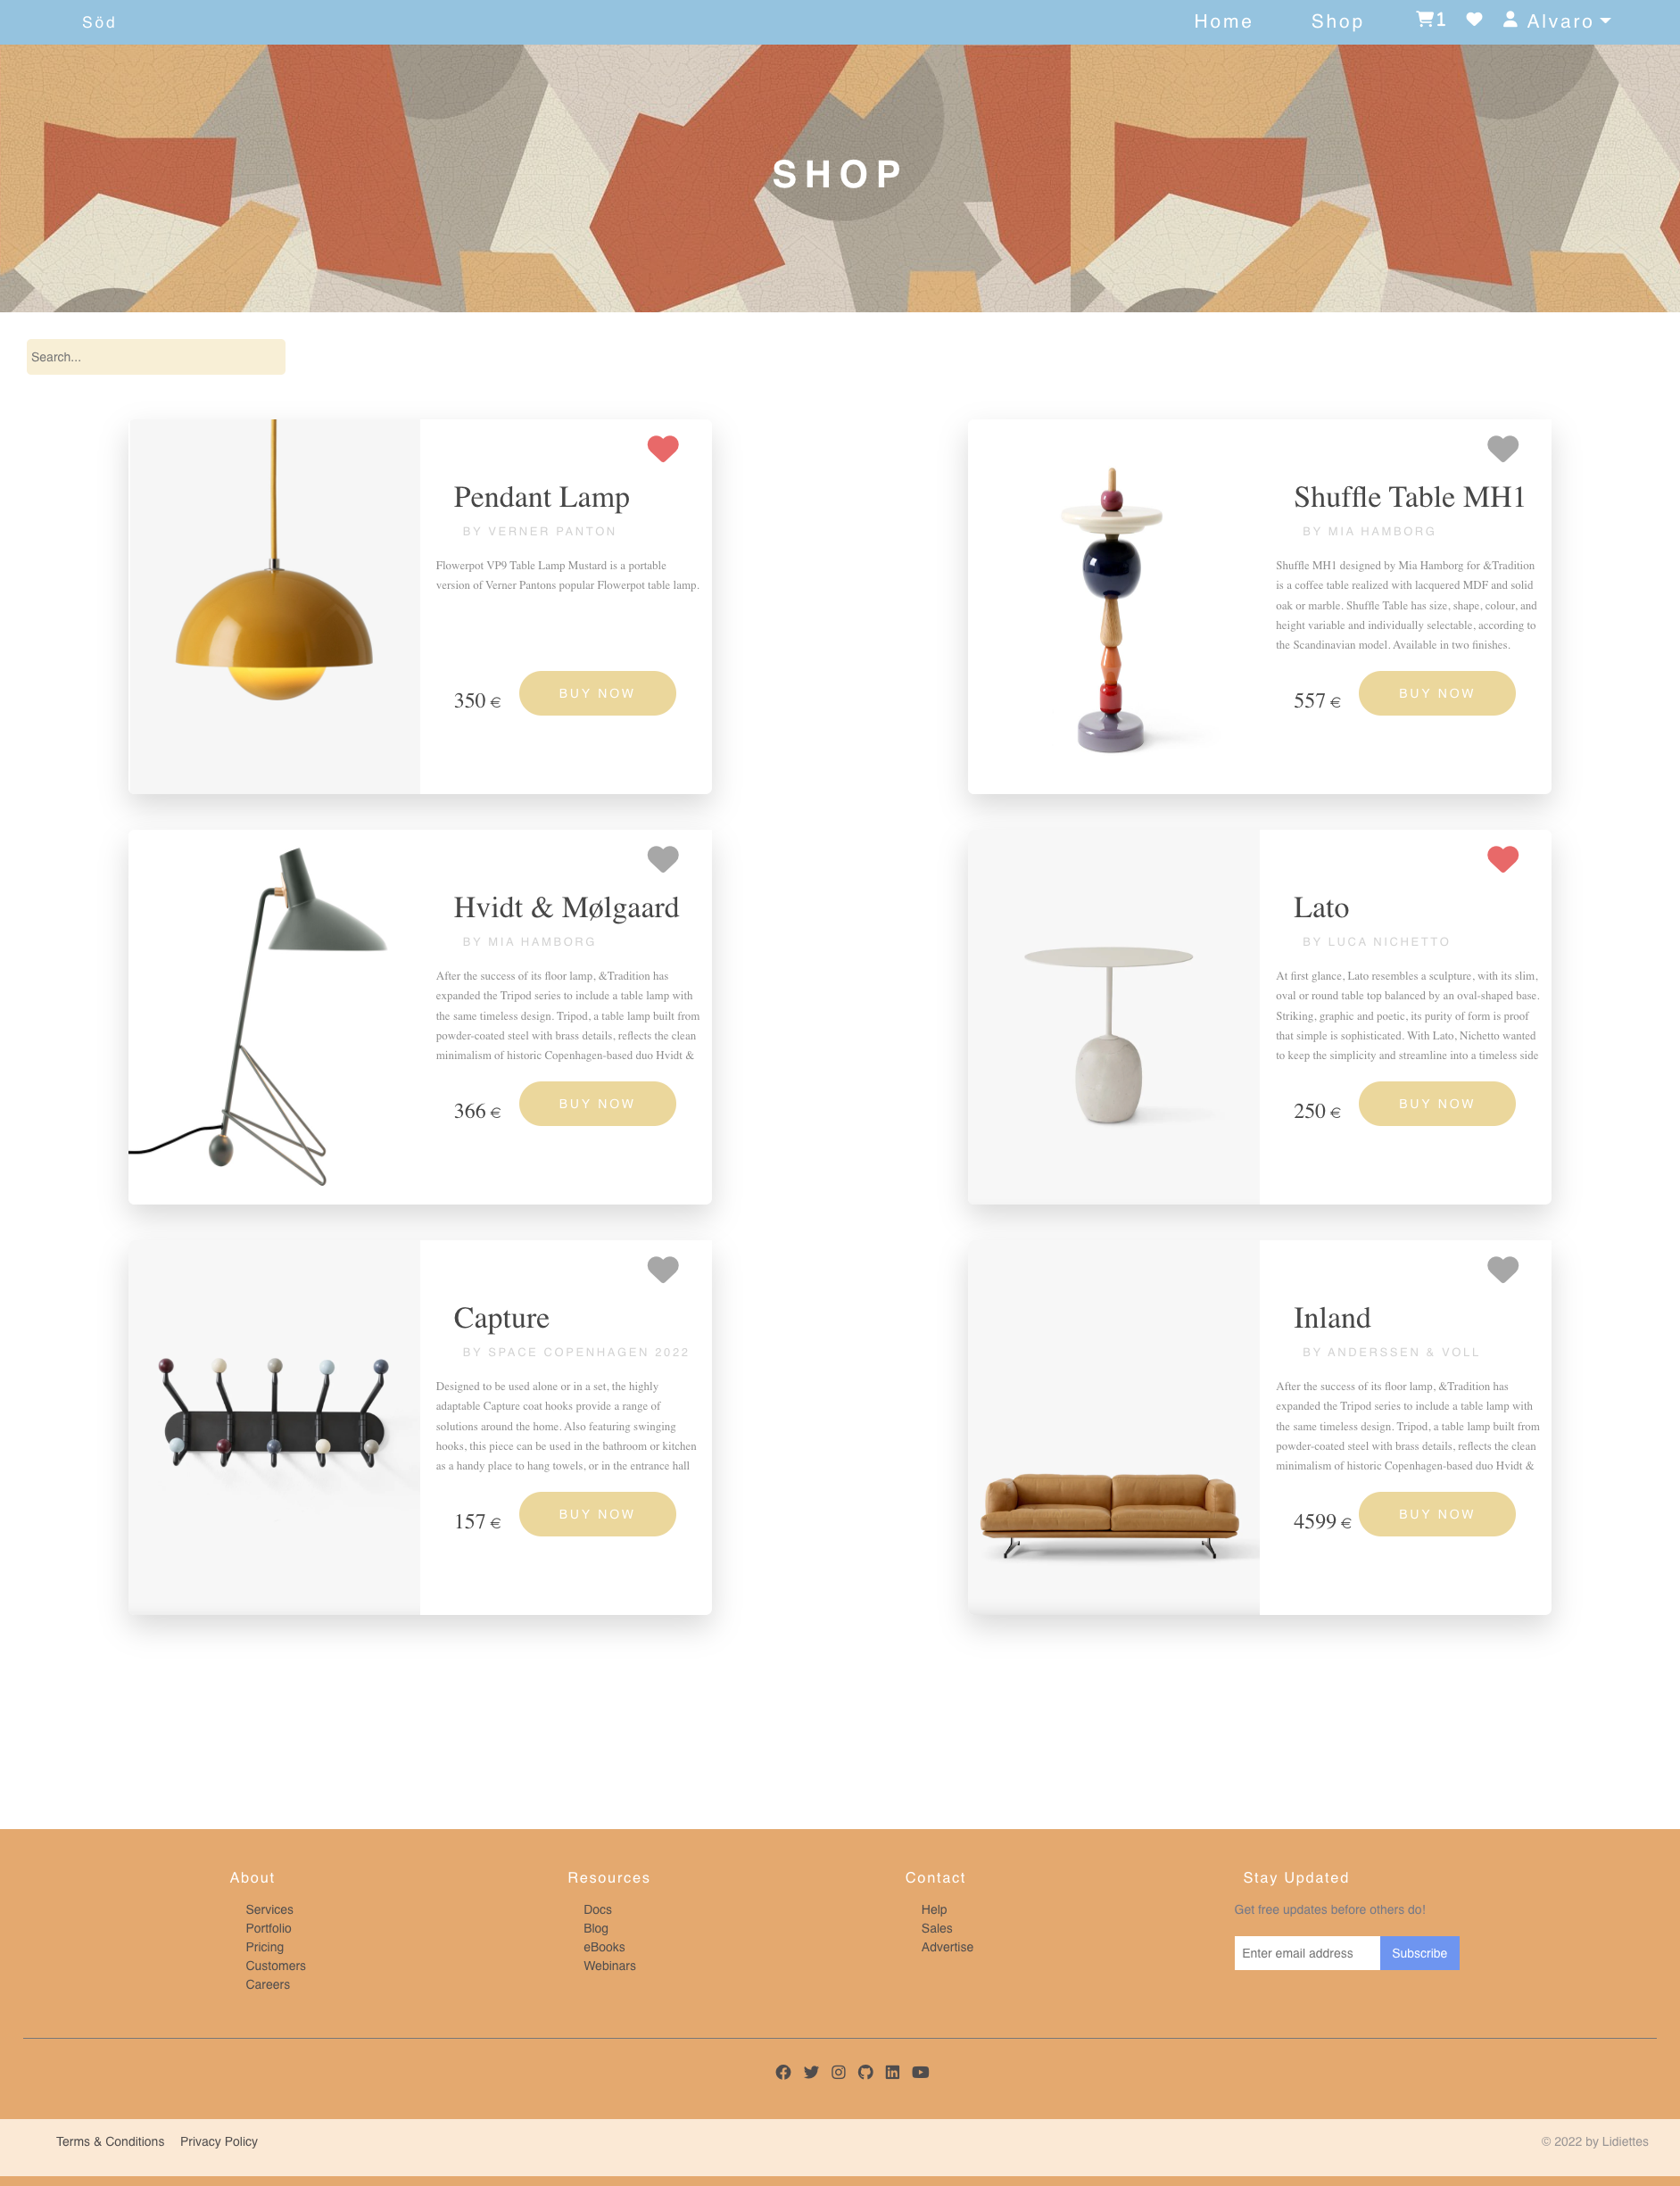 Söd
Home
Shop
1
Alvaro
SHOP
Search...
Pendant Lamp
BY VERNER PANTON
Flowerpot VP9 Table Lamp Mustard is a portable
version of Verner Pantons popular Flowerpot table lamp.
350 €
BUY NOW
Shuffle Table MH1
BY MIA HAMBORG
Shuffle MH1 designed by Mia Hamborg for &Tradition
is a coffee table realized with lacquered MDF and solid
oak or marble. Shuffle Table has size, shape, colour, and
height variable and individually selectable, according to
the Scandinavian model. Available in two finishes.
557 €
BUY NOW
Hvidt & Mølgaard
BY MIA HAMBORG
After the success of its floor lamp, &Tradition has
expanded the Tripod series to include a table lamp with
the same timeless design. Tripod, a table lamp built from
powder-coated steel with brass details, reflects the clean
minimalism of historic Copenhagen-based duo Hvidt &
366 €
BUY NOW
Lato
BY LUCA NICHETTO
At first glance, Lato resembles a sculpture, with its slim,
oval or round table top balanced by an oval-shaped base.
Striking, graphic and poetic, its purity of form is proof
that simple is sophisticated. With Lato, Nichetto wanted
to keep the simplicity and streamline into a timeless side
250 €
BUY NOW
Capture
BY SPACE COPENHAGEN 2022
Designed to be used alone or in a set, the highly
adaptable Capture coat hooks provide a range of
solutions around the home. Also featuring swinging
hooks, this piece can be used in the bathroom or kitchen
as a handy place to hang towels, or in the entrance hall
157 €
BUY NOW
Inland
BY ANDERSSEN & VOLL
After the success of its floor lamp, &Tradition has
expanded the Tripod series to include a table lamp with
the same timeless design. Tripod, a table lamp built from
powder-coated steel with brass details, reflects the clean
minimalism of historic Copenhagen-based duo Hvidt &
4599 €
BUY NOW
About
Services
Portfolio
Pricing
Customers
Careers
Resources
Docs
Blog
eBooks
Webinars
Contact
Help
Sales
Advertise
Stay Updated
Get free updates before others do!
Enter email address
Subscribe
Terms & Conditions
Privacy Policy
© 2022 by Lidiettes